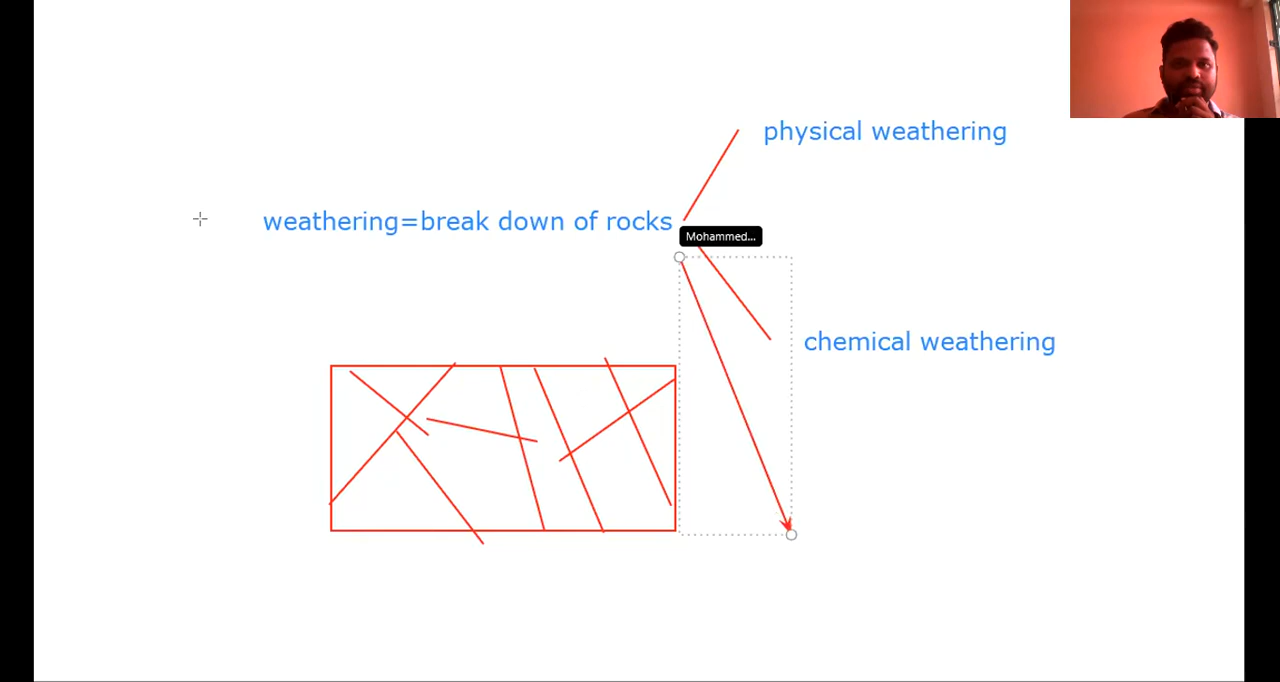 physical weathering
weathering=break down of rocks
Mohammed...
chemical weathering